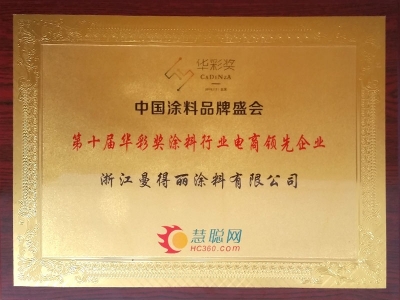 华彩奖
CADINAR
中国涂料品牌盛会
第十届华彩奖涂料行业电商领先企业
浙江曼得丽涂料有限公司
慧聪网
HC360.com